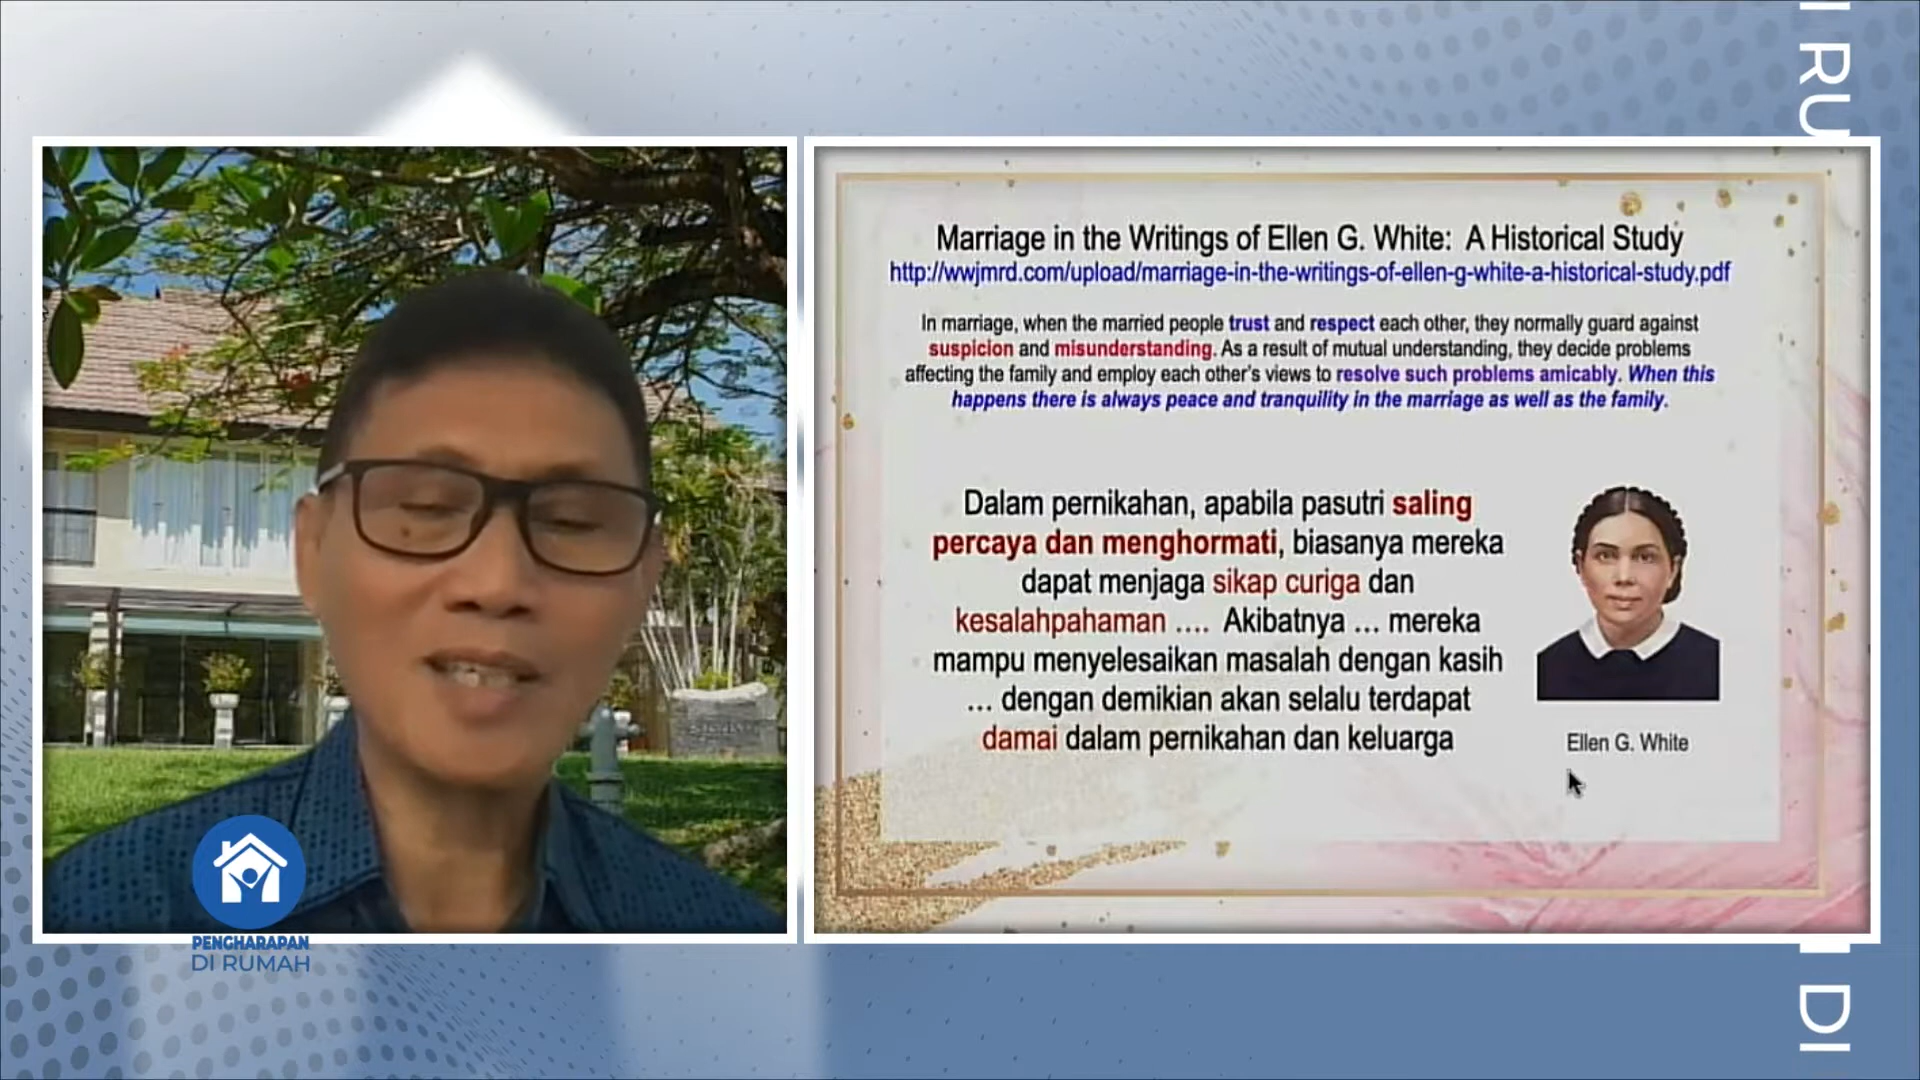 I RU
Marriage in the Writings of Ellen G. White: A Historical Study
http://wwjmrd.com/upload/marriage-in-the-writings-of-ellen-g-white-a-historical-study.pdf
In marriage, when the married people trust and respect each other, they normally guard against
suspicion and misunderstanding. As a result of mutual understanding, they decide problems
affecting the family and employ each other's views to resolve such problems amicably. When this
happens there is always peace and tranquility in the marriage as well as the family.
Dalam pernikahan, apabila pasutri saling
percaya dan menghormati, biasanya mereka
dapat menjaga sikap curiga dan
kesalahpahaman .... Akibatnya ... mereka
mampu menyelesaikan masalah dengan kasih
... dengan demikian akan selalu terdapat
damai dalam pernikahan dan keluarga
Ellen G. White
PENGHARAPAN
DI RUMAH
I DI